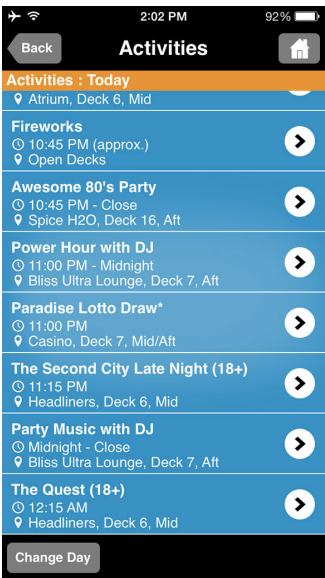 2:02 PM
92%
Back
Activities
Activities : Today
Atrium, Deck 6, Mid
Fireworks
10:45 PM (approx.)
Open Decks
Awesome 80's Party
10:45 PM - Close
Spice H2O, Deck 16, Aft
Power Hour with DJ
11:00 PM - Midnight
Bliss Ultra Lounge, Deck 7, Aft
Paradise Lotto Draw*
11:00 PM
Casino, Deck 7, Mid/Aft
The Second City Late Night (18+)
11:15 PM
Headliners, Deck 6, Mid
Party Music with DJ
Midnight - Close
Bliss Ultra Lounge, Deck 7, Aft
The Quest (18+)
12:15 AM
Headliners, Deck 6, Mid
Change Day